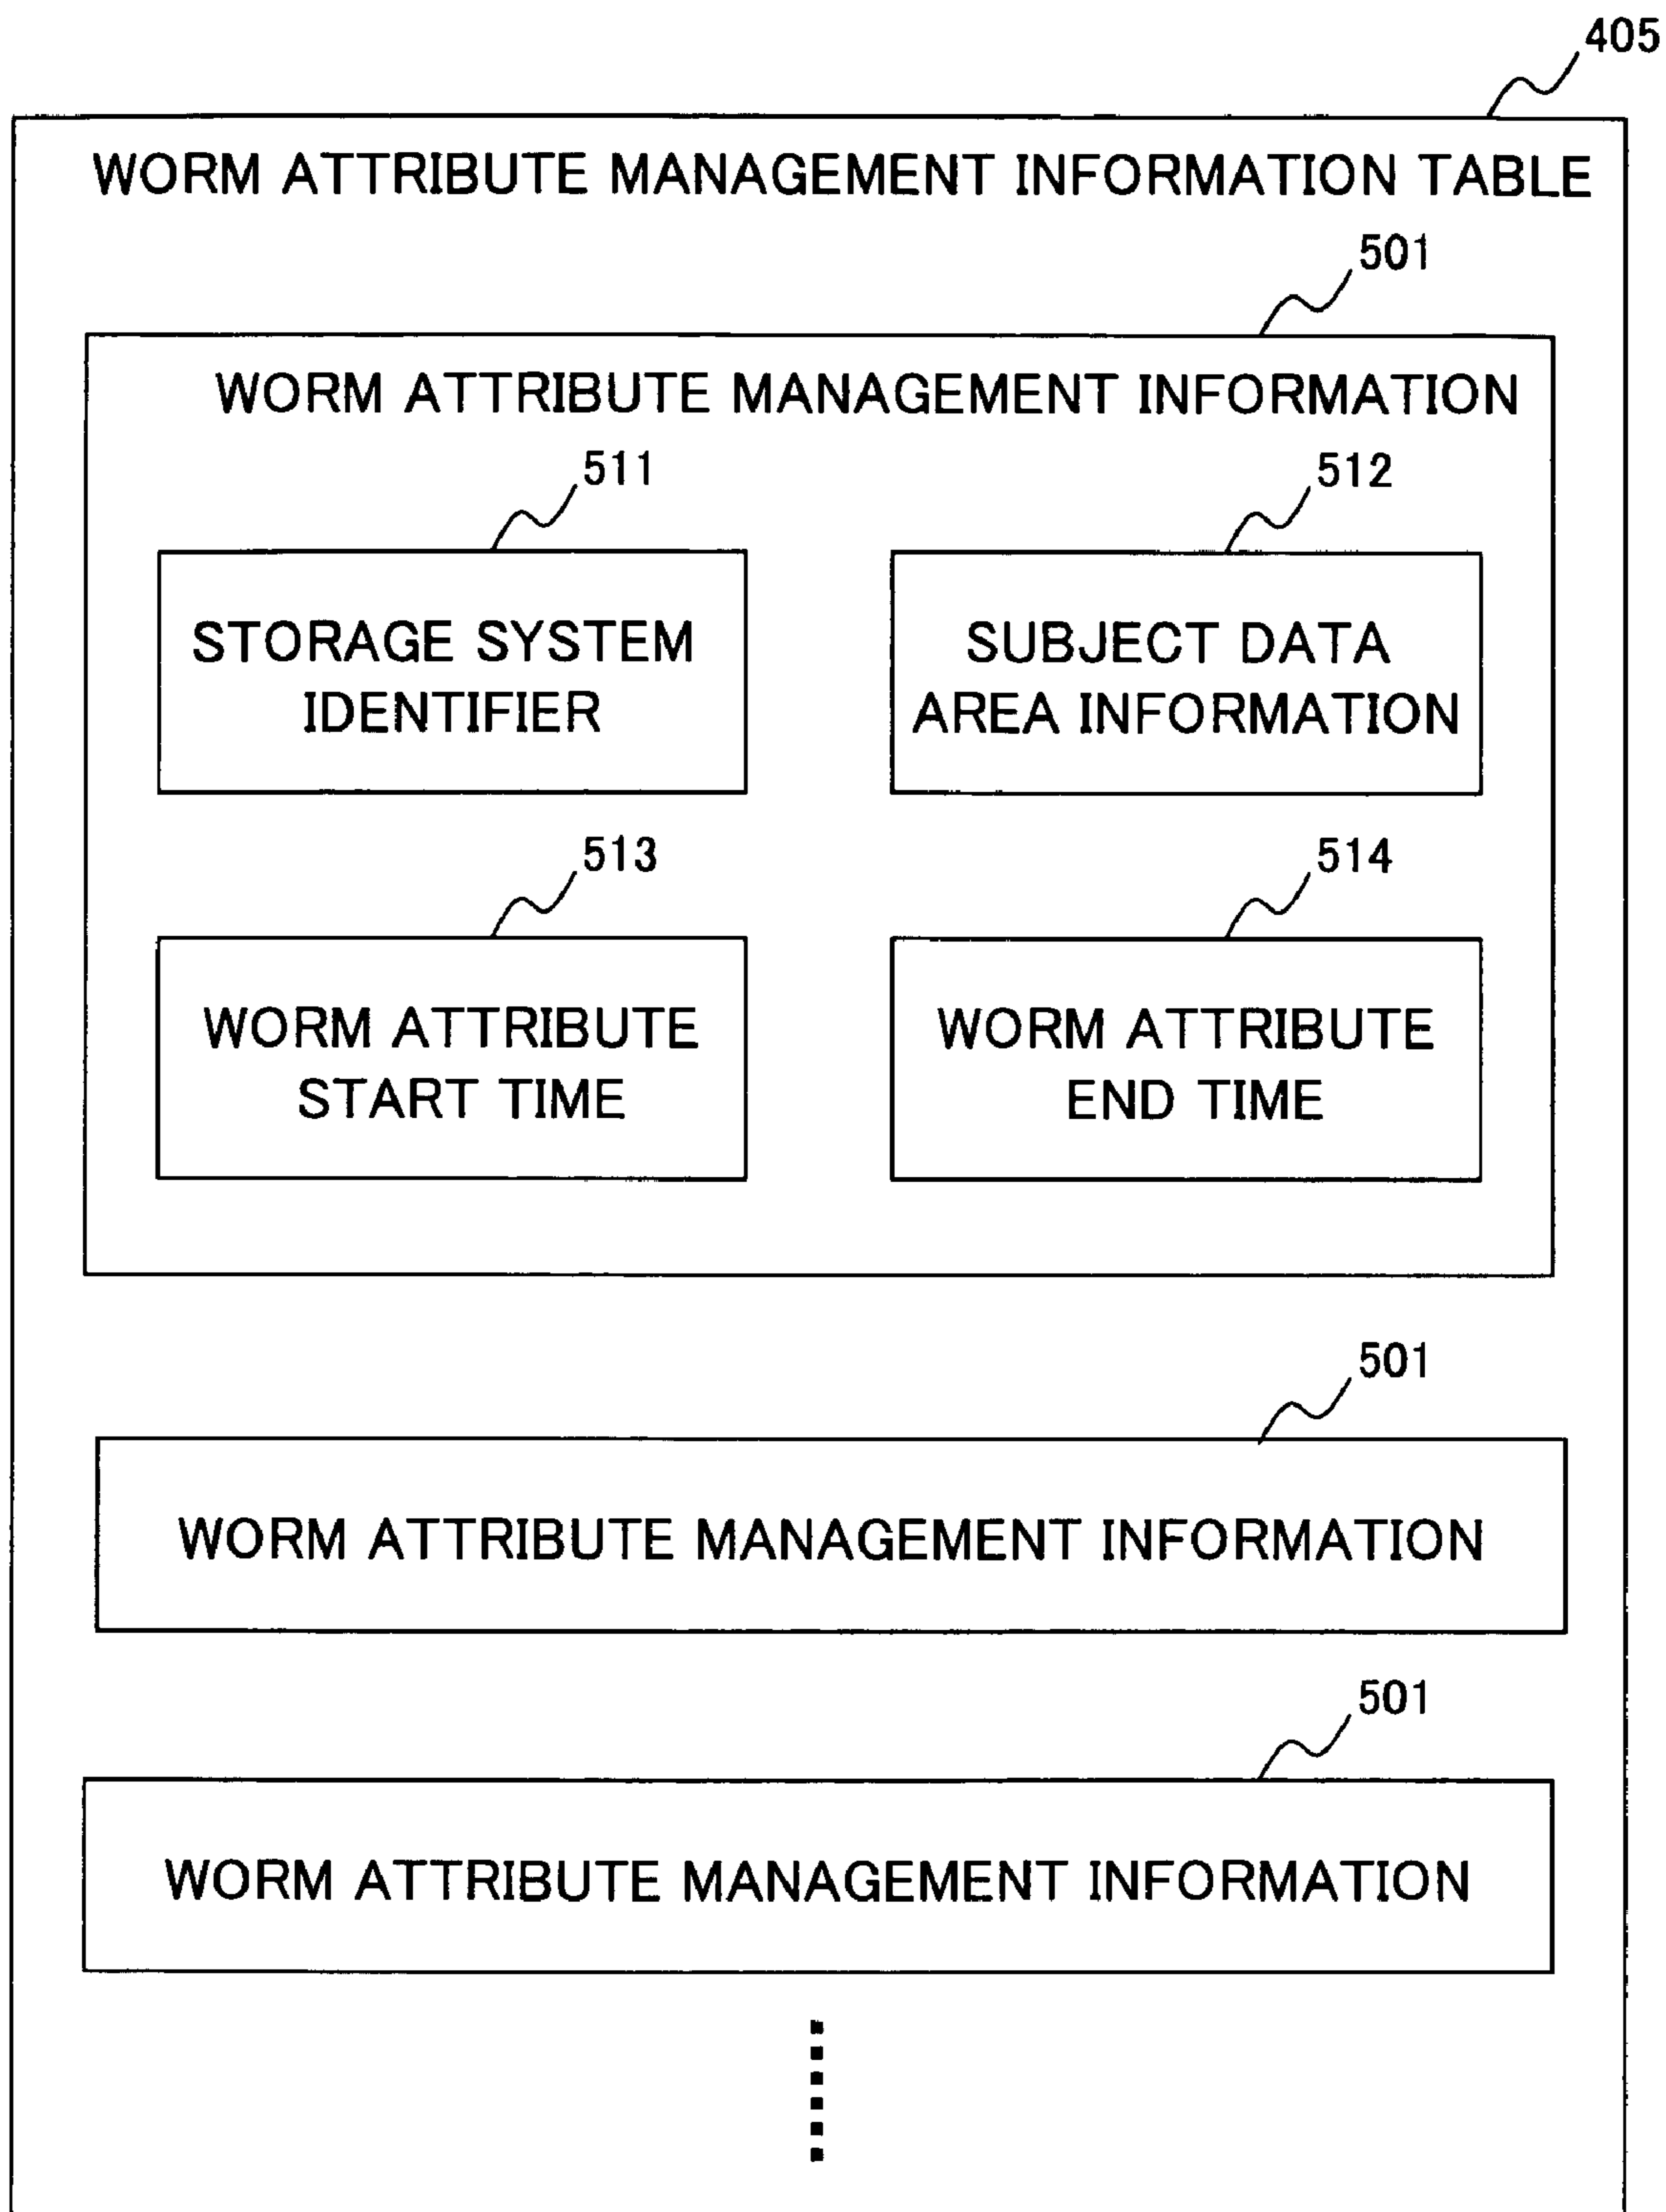 405
WORM ATTRIBUTE MANAGEMENT INFORMATION TABLE
501
WORM ATTRIBUTE MANAGEMENT INFORMATION
511
512
STORAGE SYSTEM
IDENTIFIER
SUBJECT DATA
AREA INFORMATION
513
514
WORM ATTRIBUTE
START TIME
WORM ATTRIBUTE
END TIME
501
WORM ATTRIBUTE MANAGEMENT INFORMATION
501
WORM ATTRIBUTE MANAGEMENT INFORMATION